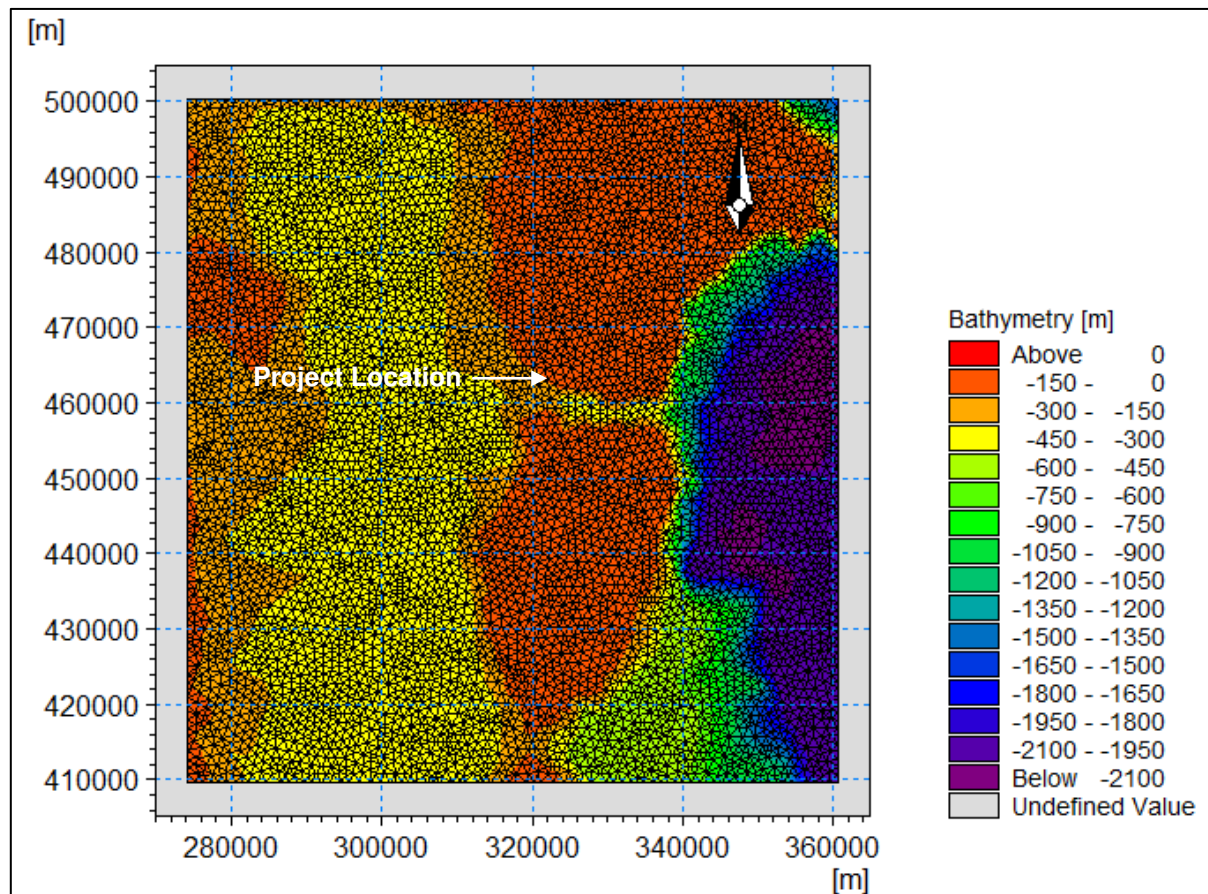 [m]
500000
490000
480000
470000
460000
450000
440000
430000
420000
410000
280000 300000 320000 340000 360000
[m]
Project Location
Bathymetry [m]
Above 0
-150 - 0
-300 - -150
-450 - -300
-600 - -450
-750 - -600
-900 - -750
-1050 - -900
-1200 - -1050
-1350 - -1200
-1500 - -1350
-1650 - -1500
-1800 - -1650
-1950 - -1800
-2100 - -1950
Below -2100
Undefined Value